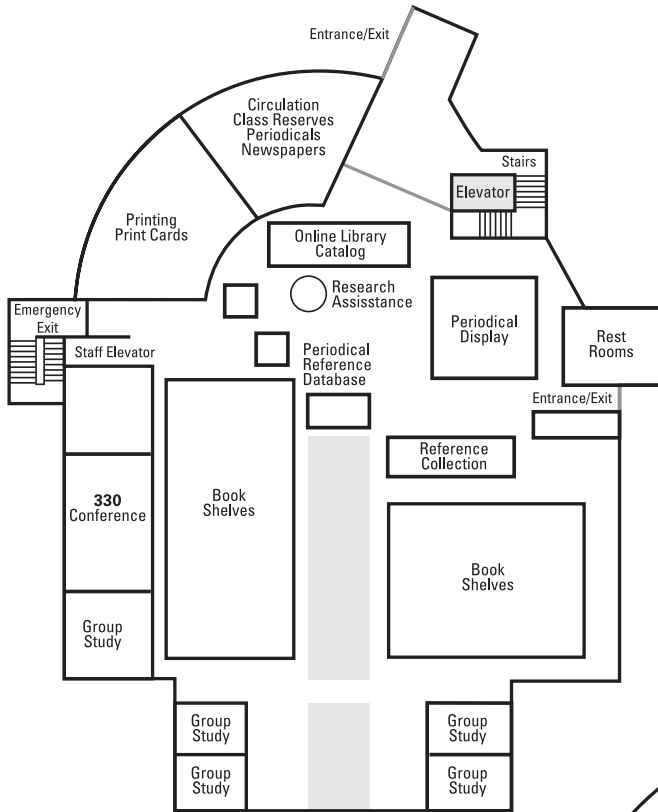 Entrance/Exit
Circulation
Class Reserves
Periodicals
Newspapers
Stairs
Elevator
Printing
Print Cards
Online Library
Catalog
Research
Assisstance
Emergency
Exit
Periodical
Display
Rest
Rooms
Staff Elevator
Periodical
Reference
Database
Entrance/Exit
Reference
Collection
330
Conference
Book
Shelves
Book
Shelves
Group
Study
Group
Study
Group
Study
Group
Study
Group
Study